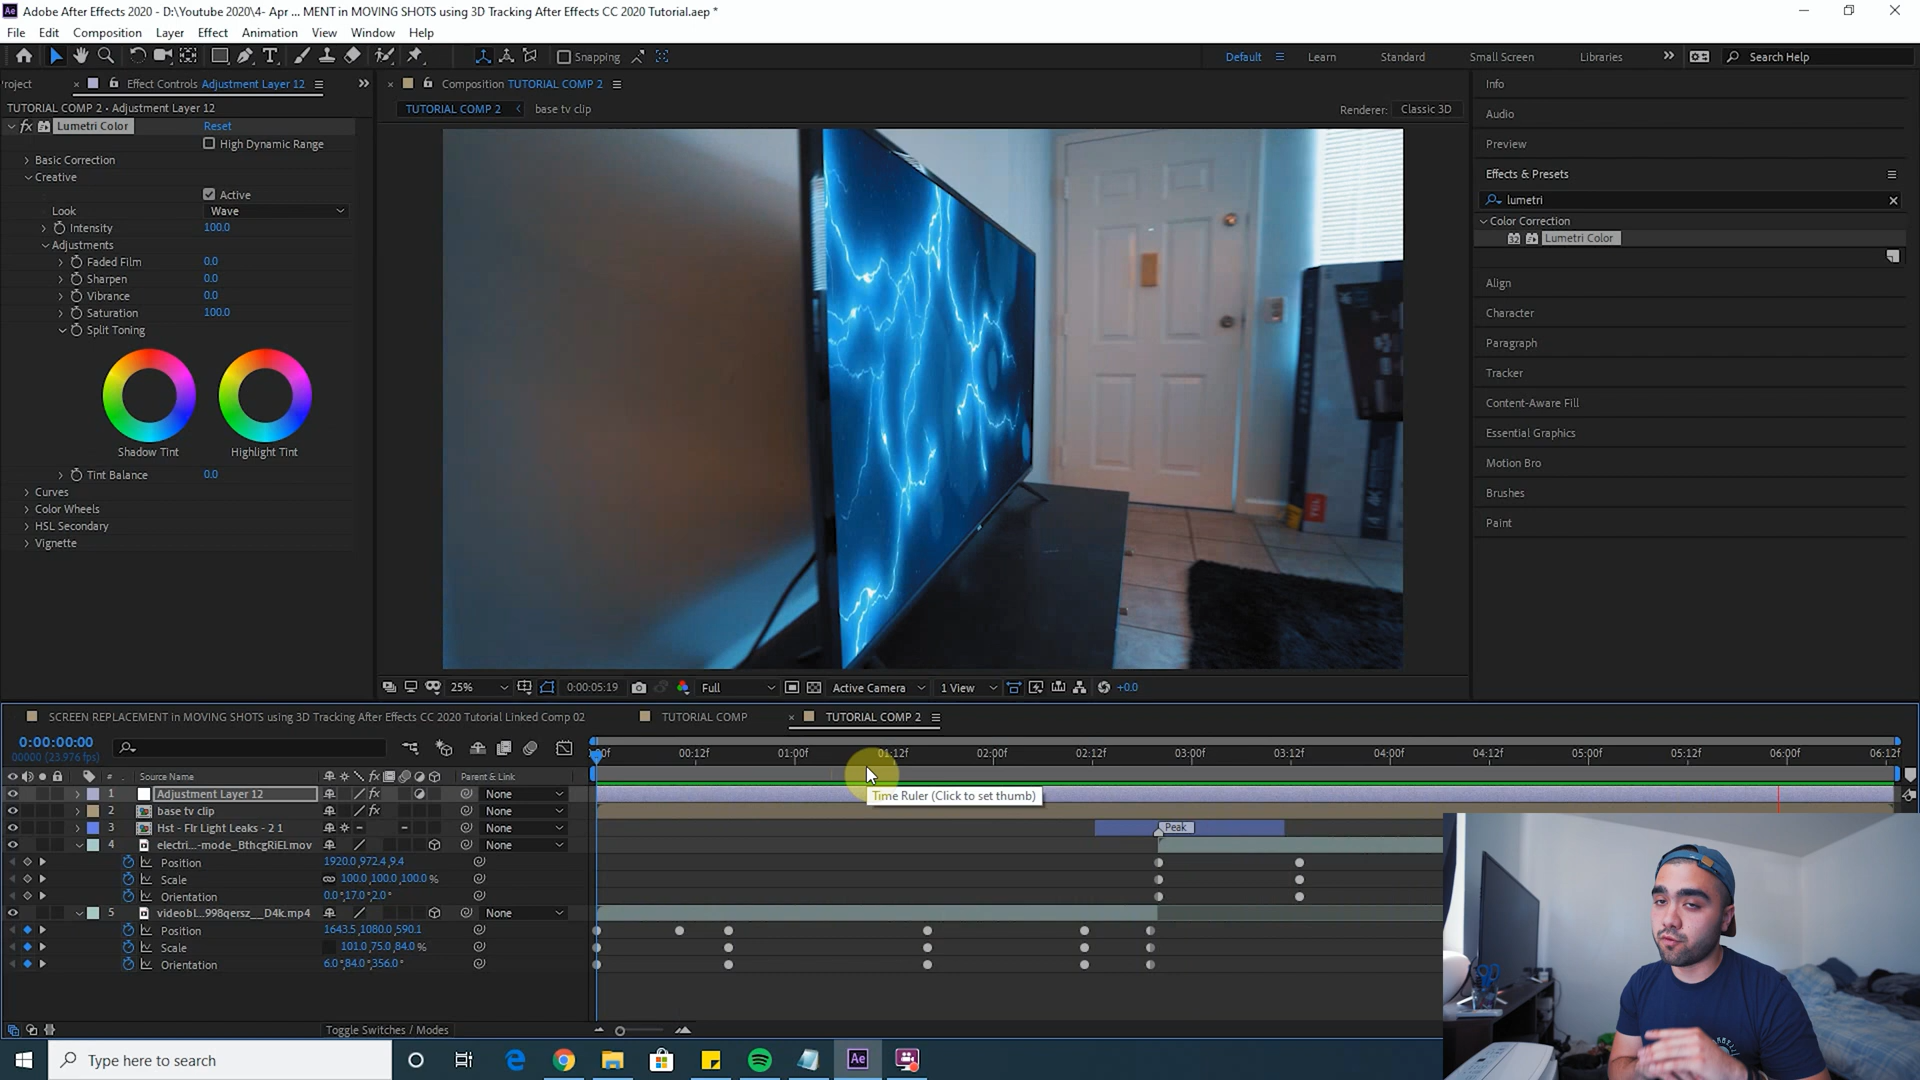 Adobe After Effects 2020 - D:\Youtube 2020\4- Apr ... MENT in MOVING SHOTS using 3D Tracking After Effects CC 2020 Tutorial.aep *
File Edit Composition Layer Effect Animation View Window Help
Snapping
Default Learn Standard Small Screen Libraries Search Help
roject Effect Controls Adjustment Layer 12
TUTORIAL COMP 2 • Adjustment Layer 12
fx Lumetri Color Reset
High Dynamic Range
Basic Correction
Creative
Active
Look Wave
Intensity 100.0
Adjustments
Faded Film 0.0
Sharpen 0.0
Vibrance 0.0
Saturation 100.0
Split Toning
Shadow Tint Highlight Tint
Tint Balance 0.0
Curves
Color Wheels
HSL Secondary
Vignette
Composition TUTORIAL COMP 2
TUTORIAL COMP 2 base tv clip
Renderer: Classic 3D
25% 0:00:05:19 Full Active Camera 1 View +0.0
Info
Audio
Preview
Effects & Presets
lumetri
Color Correction
Lumetri Color
Align
Character
Paragraph
Tracker
Content-Aware Fill
Essential Graphics
Motion Bro
Brushes
Paint
SCREEN REPLACEMENT in MOVING SHOTS using 3D Tracking After Effects CC 2020 Tutorial Linked Comp 02 TUTORIAL COMP TUTORIAL COMP 2
0:00:00:00
00000 (23.976 fps)
00:12f 01:00f 01:12f 02:00f 02:12f 03:00f 03:12f 04:00f 04:12f 05:00f 05:12f 06:00f 06:12f
# Source Name Parent & Link
1 Adjustment Layer 12 None
Time Ruler (Click to set thumb)
2 base tv clip None
3 Hst - Flr Light Leaks - 2 1 None
Peak
4 electri...-mode_BthcgRiEl.mov None
Position 1920.0,972.4,9.4
Scale 100.0,100.0,100.0%
Orientation 0.0°,17.0°,2.0°
5 videobl...998qersz__D4k.mp4 None
Position 1643.5,1080.0,590.1
Scale 101.0,75.0,84.0%
Orientation 6.0°,84.0°,356.0°
Toggle Switches / Modes
Type here to search
Ae